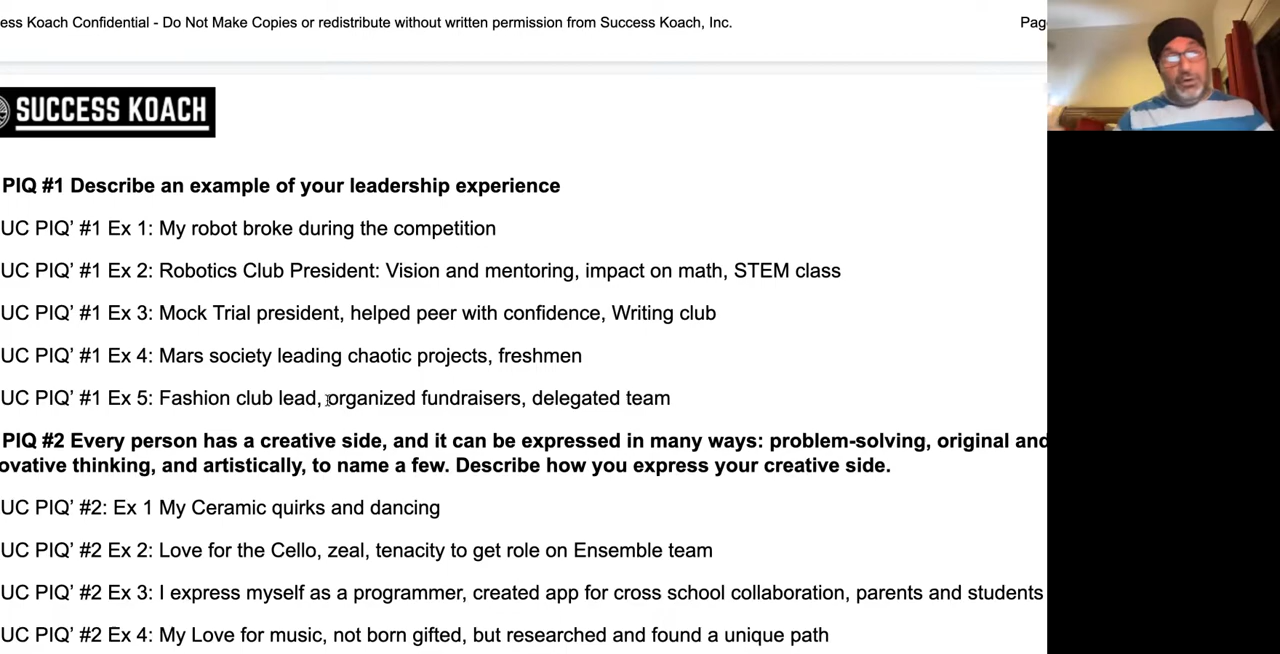 ess Koach Confidential - Do Not Make Copies or redistribute without written permission from Success Koach, Inc. Pag
SUCCESS KOACH
PIQ #1 Describe an example of your leadership experience
UC PIQ’ #1 Ex 1: My robot broke during the competition
UC PIQ’ #1 Ex 2: Robotics Club President: Vision and mentoring, impact on math, STEM class
UC PIQ’ #1 Ex 3: Mock Trial president, helped peer with confidence, Writing club
UC PIQ’ #1 Ex 4: Mars society leading chaotic projects, freshmen
UC PIQ’ #1 Ex 5: Fashion club lead, organized fundraisers, delegated team
PIQ #2 Every person has a creative side, and it can be expressed in many ways: problem-solving, original and
ovative thinking, and artistically, to name a few. Describe how you express your creative side.
UC PIQ’ #2: Ex 1 My Ceramic quirks and dancing
UC PIQ’ #2 Ex 2: Love for the Cello, zeal, tenacity to get role on Ensemble team
UC PIQ’ #2 Ex 3: I express myself as a programmer, created app for cross school collaboration, parents and students
UC PIQ’ #2 Ex 4: My Love for music, not born gifted, but researched and found a unique path